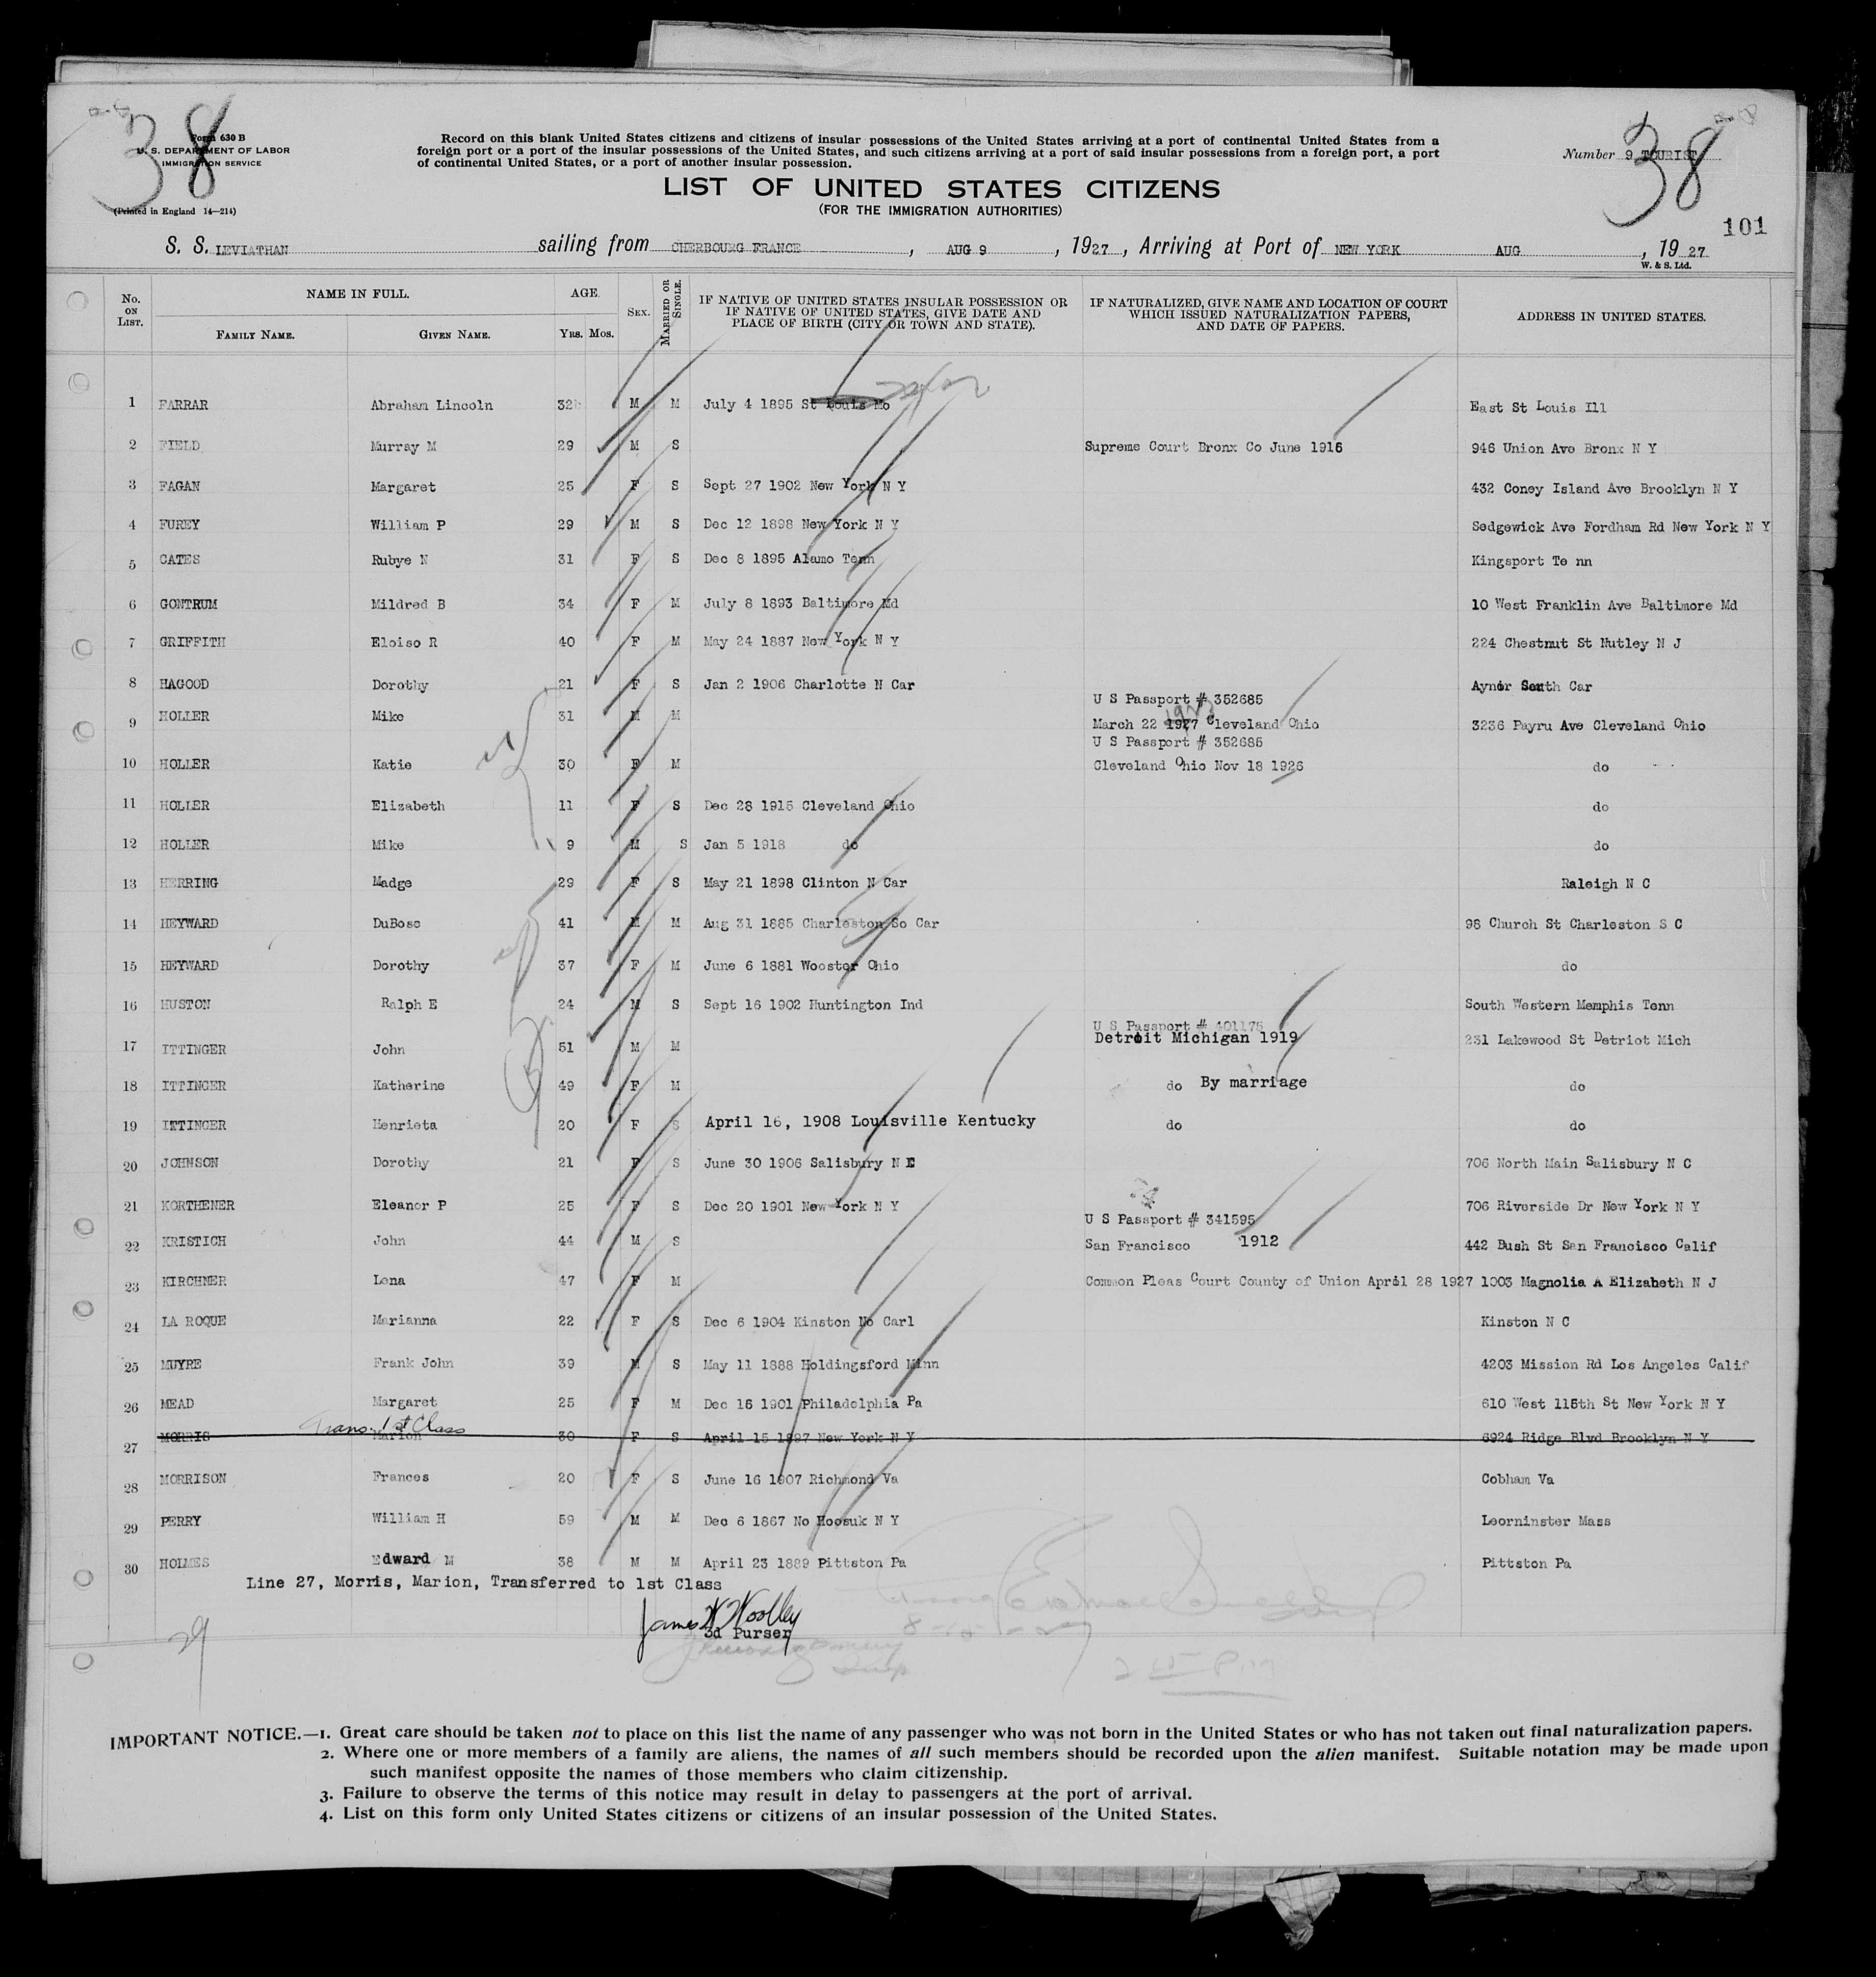 38
Form 630 B
U. S. DEPARTMENT OF LABOR
IMMIGRATION SERVICE
(Printed in England 14—214)
Record on this blank United States citizens and citizens of insular possessions of the United States arriving at a port of continental United States from a
foreign port or a port of the insular possessions of the United States, and such citizens arriving at a port of said insular possessions from a foreign port, a port
of continental United States, or a port of another insular possession.
Number 9 TOURIST
38
LIST OF UNITED STATES CITIZENS
(FOR THE IMMIGRATION AUTHORITIES)
101
S. S. LEVIATHAN sailing from CHERBOURG FRANCE, AUG 9, 1927, Arriving at Port of NEW YORK AUG, 1927
W. & S. Ltd.
No. ON LIST. NAME IN FULL. FAMILY NAME. GIVEN NAME. AGE. YRS. MOS. SEX. MARRIED OR SINGLE. IF NATIVE OF UNITED STATES INSULAR POSSESSION OR IF NATIVE OF UNITED STATES, GIVE DATE AND PLACE OF BIRTH (CITY OR TOWN AND STATE). IF NATURALIZED, GIVE NAME AND LOCATION OF COURT WHICH ISSUED NATURALIZATION PAPERS, AND DATE OF PAPERS. ADDRESS IN UNITED STATES.
1 FARRAR Abraham Lincoln 32 M M July 4 1895 St Louis Mo East St Louis Ill
2 FIELD Murray M 29 M S Supreme Court Bronx Co June 1916 946 Union Ave Bronx N Y
3 FAGAN Margaret 25 F S Sept 27 1902 New York N Y 432 Coney Island Ave Brooklyn N Y
4 FUREY William P 29 M S Dec 12 1898 New York N Y Sedgewick Ave Fordham Rd New York N Y
5 GATES Rubye N 31 F S Dec 8 1895 Alamo Tenn Kingsport Te nn
6 GONTRUM Mildred B 34 F M July 8 1893 Baltimore Md 10 West Franklin Ave Baltimore Md
7 GRIFFITH Eloiso R 40 F M May 24 1887 New York N Y 224 Chestnut St Nutley N J
8 HAGOOD Dorothy 21 F S Jan 2 1906 Charlotte N Car Aynor South Car
U S Passport # 352685
9 HOLLER Mike 31 M M March 22 1927 Cleveland Ohio 3236 Payru Ave Cleveland Ohio
U S Passport # 352685
10 HOLLER Katie 30 F M Cleveland Ohio Nov 18 1926 do
11 HOLLER Elizabeth 11 F S Dec 28 1915 Cleveland Ohio do
12 HOLLER Mike 9 M S Jan 5 1918 do do
13 HERRING Madge 29 F S May 21 1898 Clinton N Car Raleigh N C
14 HEYWARD DuBose 41 M M Aug 31 1885 Charleston So Car 98 Church St Charleston S C
15 HEYWARD Dorothy 37 F M June 6 1881 Wooster Ohio do
16 HUSTON Ralph E 24 M S Sept 16 1902 Huntington Ind South Western Memphis Tenn
U S Passport # 401176
17 ITTINGER John 51 M M Detroit Michigan 1919 231 Lakewood St Detriot Mich
18 ITTINGER Katherine 49 F M do By marriage do
19 ITTINGER Henrieta 20 F S April 16, 1908 Louisville Kentucky do do
20 JOHNSON Dorothy 21 F S June 30 1906 Salisbury N C 706 North Main Salisbury N C
21 KORTHENER Eleanor P 25 F S Dec 20 1901 New York N Y 706 Riverside Dr New York N Y
U S Passport # 341595
22 KRISTICH John 44 M S San Francisco 1912 442 Bush St San Francisco Calif
23 KIRCHNER Lena 47 F M Common Pleas Court County of Union April 28 1927 1003 Magnolia A Elizabeth N J
24 LA ROQUE Marianna 22 F S Dec 6 1904 Kinston No Carl Kinston N C
25 MUYRE Frank John 39 M S May 11 1888 Holdingsford Minn 4203 Mission Rd Los Angeles Calif
26 MEAD Margaret 25 F M Dec 16 1901 Philadelphia Pa 610 West 115th St New York N Y
Trans. 1st Class
27 MORRIS Marion 30 F S April 15 1897 New York N Y 6924 Ridge Blvd Brooklyn N Y
28 MORRISON Frances 20 F S June 16 1907 Richmond Va Cobham Va
29 PERRY William H 59 M M Dec 6 1867 No Hoosuk N Y Leorninster Mass
30 HOLMES Edward M 38 M M April 23 1889 Pittston Pa Pittston Pa
Line 27, Morris, Marion, Transferred to 1st Class
James W Woolley
3d Purser
29
IMPORTANT NOTICE.—1. Great care should be taken not to place on this list the name of any passenger who was not born in the United States or who has not taken out final naturalization papers.
2. Where one or more members of a family are aliens, the names of all such members should be recorded upon the alien manifest. Suitable notation may be made upon
such manifest opposite the names of those members who claim citizenship.
3. Failure to observe the terms of this notice may result in delay to passengers at the port of arrival.
4. List on this form only United States citizens or citizens of an insular possession of the United States.